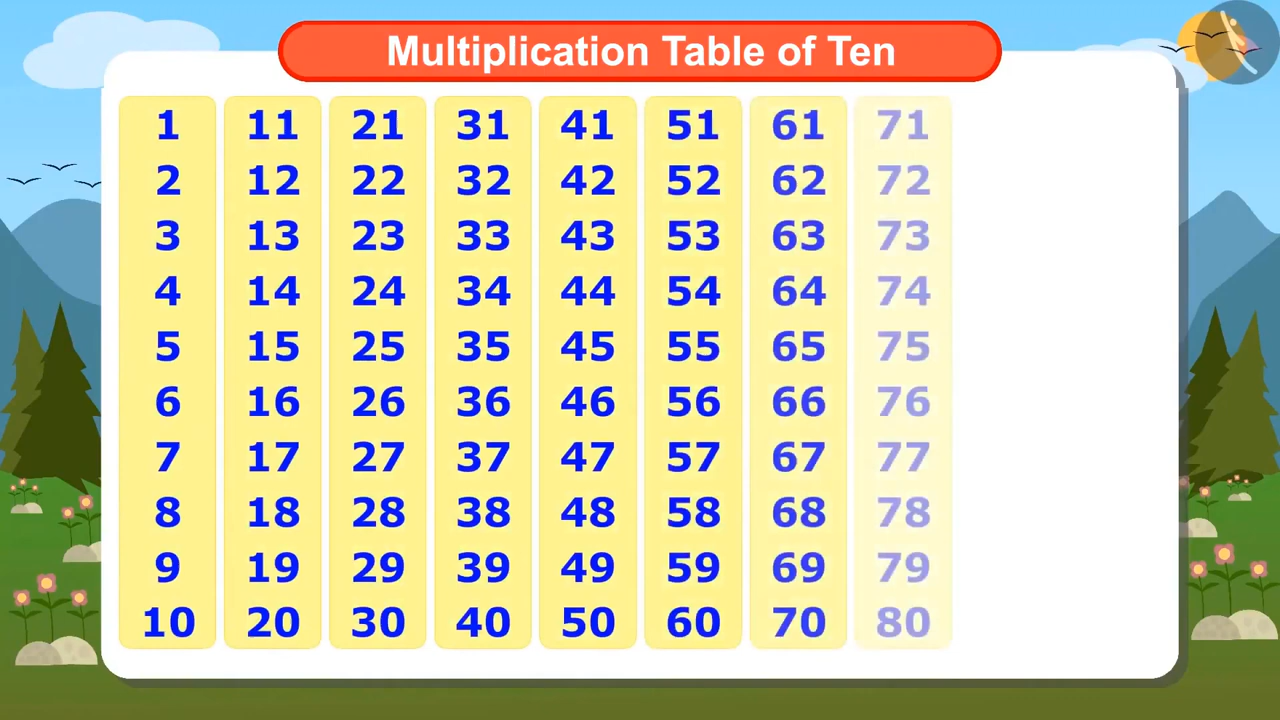 Multiplication Table of Ten
1 11 21 31 41 51 61 71
2 12 22 32 42 52 62 72
3 13 23 33 43 53 63 73
4 14 24 34 44 54 64 74
5 15 25 35 45 55 65 75
6 16 26 36 46 56 66 76
7 17 27 37 47 57 67 77
8 18 28 38 48 58 68 78
9 19 29 39 49 59 69 79
10 20 30 40 50 60 70 80